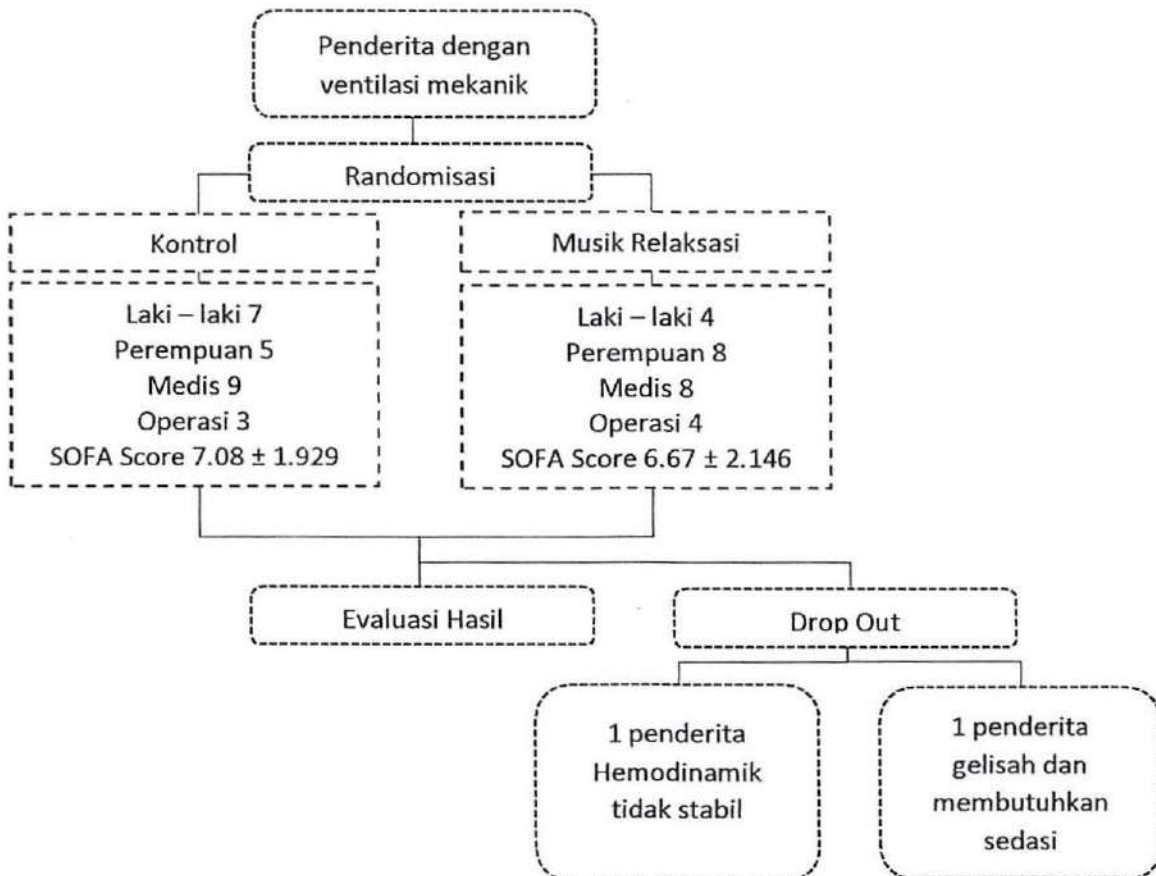 Penderita dengan
ventilasi mekanik
Randomisasi
Kontrol
Musik Relaksasi
Laki – laki 7
Perempuan 5
Medis 9
Operasi 3
SOFA Score 7.08 ± 1.929
Laki – laki 4
Perempuan 8
Medis 8
Operasi 4
SOFA Score 6.67 ± 2.146
Evaluasi Hasil
Drop Out
1 penderita
Hemodinamik
tidak stabil
1 penderita
gelisah dan
membutuhkan
sedasi